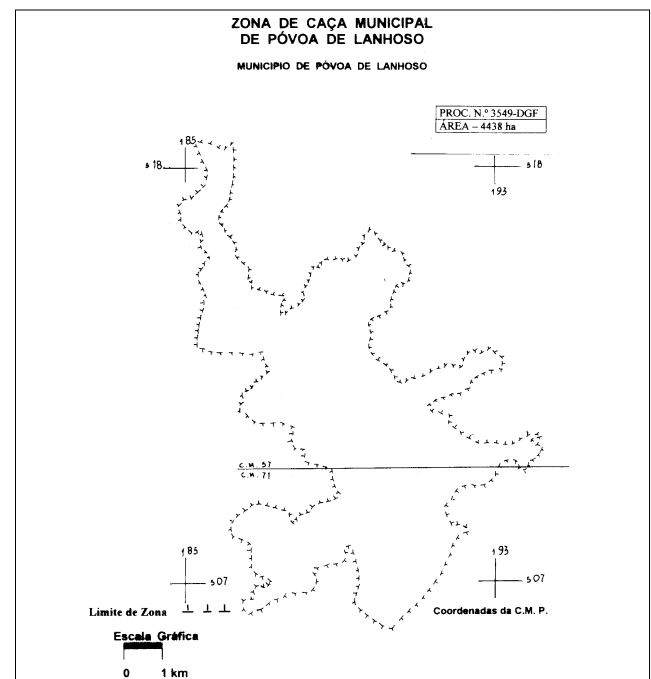 ZONA DE CAÇA MUNICIPAL
DE PÓVOA DE LANHOSO
MUNICIPIO DE PÓVOA DE LANHOSO
PROC. N.º 3549-DGF
ÁREA – 4438 ha
185
518
518
193
C.M. 57
C.M. 71
185
507
193
507
Limite de Zona
Coordenadas da C.M. P.
Escala Gráfica
0 1 km